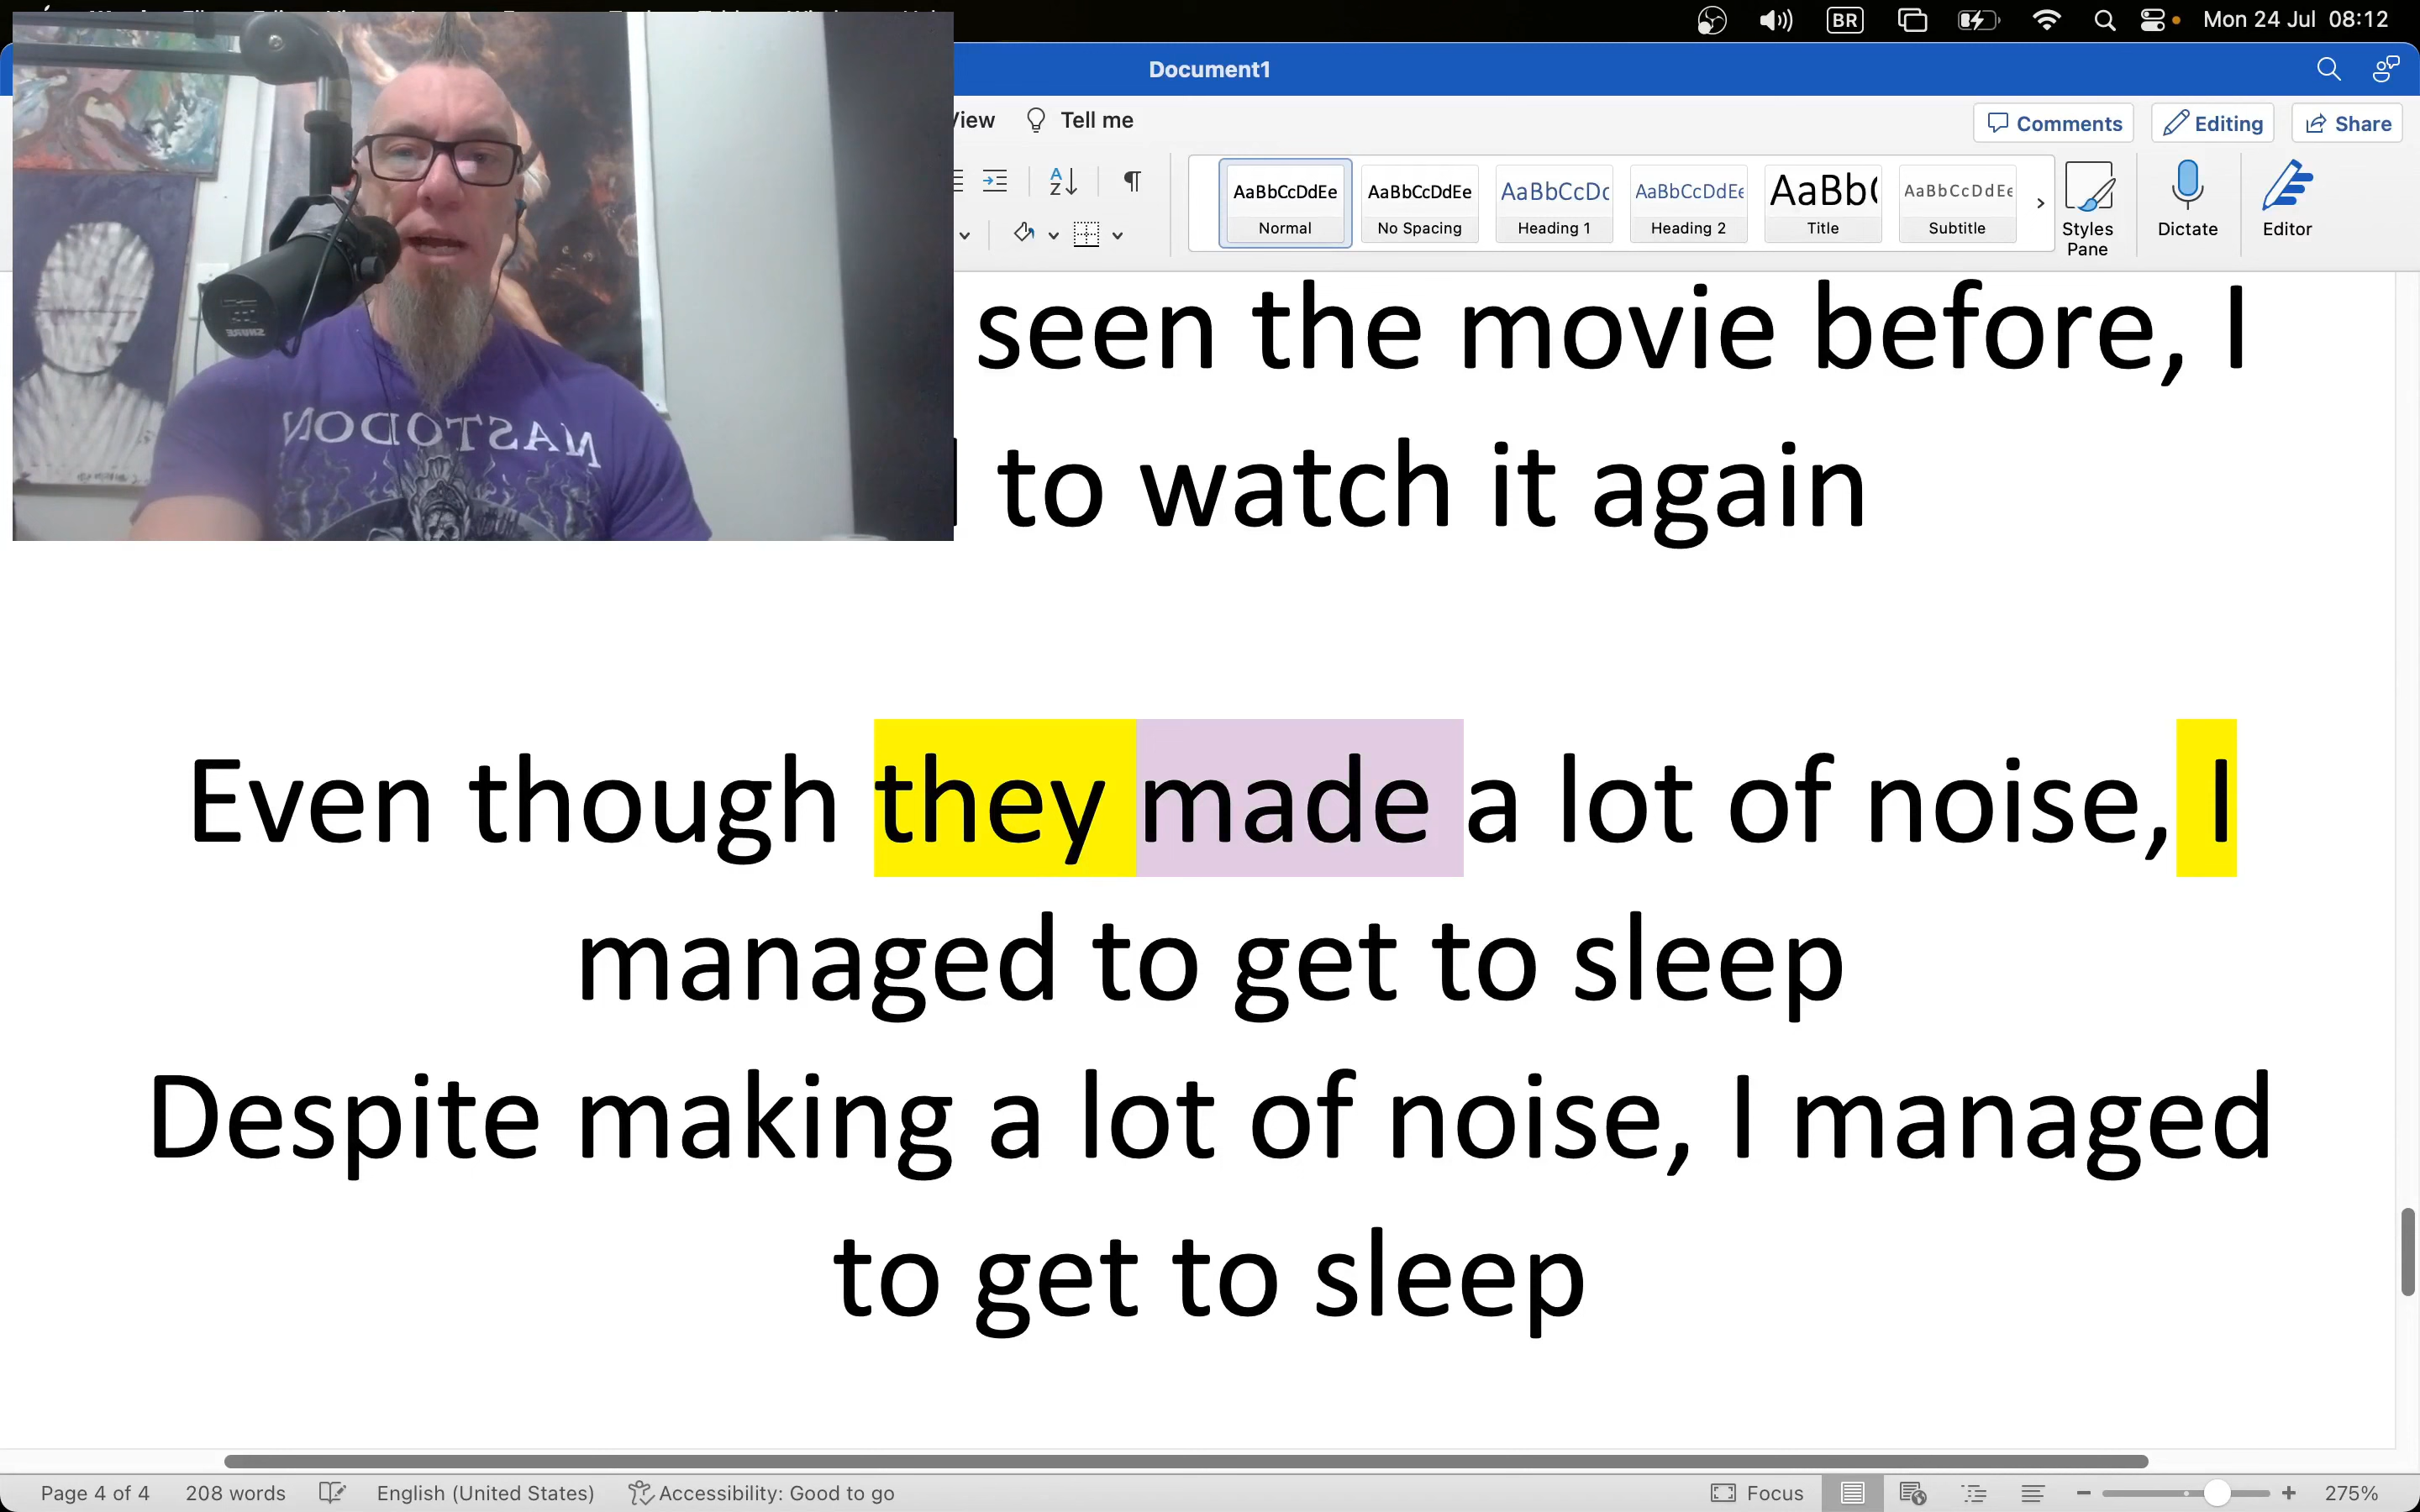 BR
Mon 24 Jul 08:12
Document1
View
Tell me
Comments
Editing
Share
AaBbCcDdEe
AaBbCcDdEe
AaBbCcDc
AaBbCcDdEe
AaBb(
AaBbCcDdEe
Normal
No Spacing
Heading 1
Heading 2
Title
Subtitle
Styles
Pane
Dictate
Editor
SHURE
MASTODON
seen the movie before, I
to watch it again
Even though they made a lot of noise, I
managed to get to sleep
Despite making a lot of noise, I managed
to get to sleep
Page 4 of 4
208 words
English (United States)
Accessibility: Good to go
Focus
275%